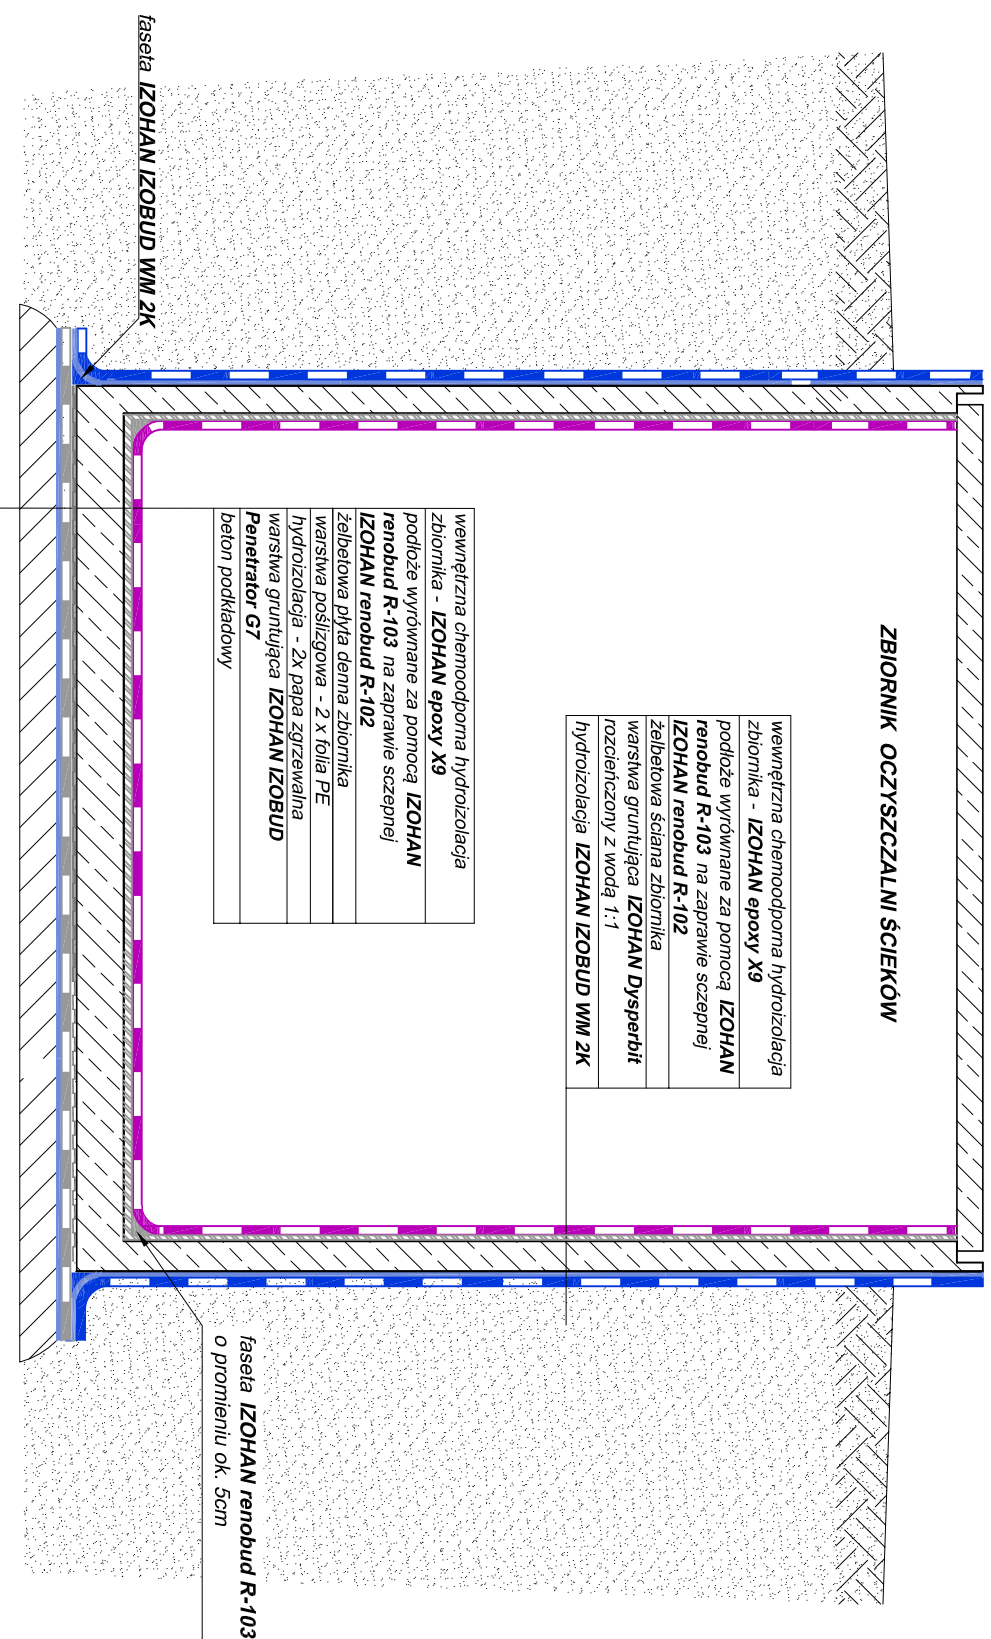 ZBIORNIK OCZYSZCZALNI ŚCIEKÓW
wewnętrzna chemoodporna hydroizolacja
zbiornika - IZOHAN epoxy X9
podłoże wyrównane za pomocą IZOHAN
renobud R-103 na zaprawie sczepnej
IZOHAN renobud R-102
żelbetowa ściana zbiornika
warstwa gruntująca IZOHAN Dysperbit
rozcieńczony z wodą 1:1
hydroizolacja IZOHAN IZOBUD WM 2K
wewnętrzna chemoodporna hydroizolacja
zbiornika - IZOHAN epoxy X9
podłoże wyrównane za pomocą IZOHAN
renobud R-103 na zaprawie sczepnej
IZOHAN renobud R-102
żelbetowa płyta denna zbiornika
warstwa poślizgowa - 2 x folia PE
hydroizolacja - 2x papa zgrzewalna
warstwa gruntująca IZOHAN IZOBUD
Penetrator G7
beton podkładowy
faseta IZOHAN IZOBUD WM 2K
faseta IZOHAN renobud R-103
o promieniu ok. 5cm